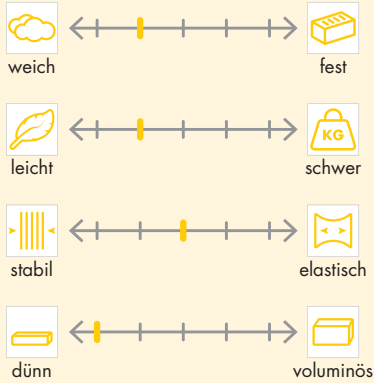 weich fest
KG
leicht schwer
stabil elastisch
dünn voluminös